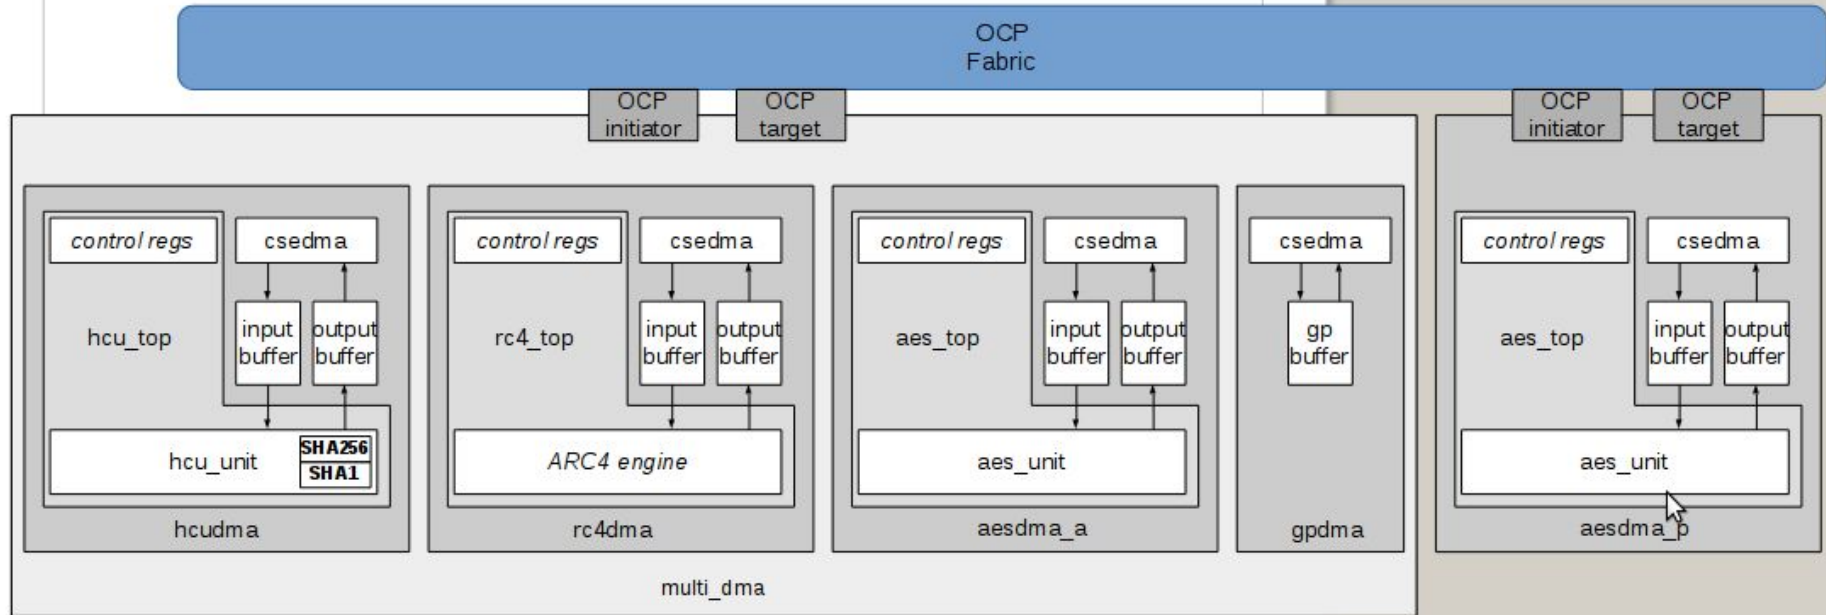 OCP
Fabric
OCP
initiator
OCP
target
OCP
initiator
OCP
target
control regs
csedma
hcu_top
input
buffer
output
buffer
hcu_unit
SHA256
SHA1
hcudma
control regs
csedma
rc4_top
input
buffer
output
buffer
ARC4 engine
rc4dma
control regs
csedma
aes_top
input
buffer
output
buffer
aes_unit
aesdma_a
csedma
gp
buffer
gpdma
multi_dma
control regs
csedma
aes_top
input
buffer
output
buffer
aes_unit
aesdma_p